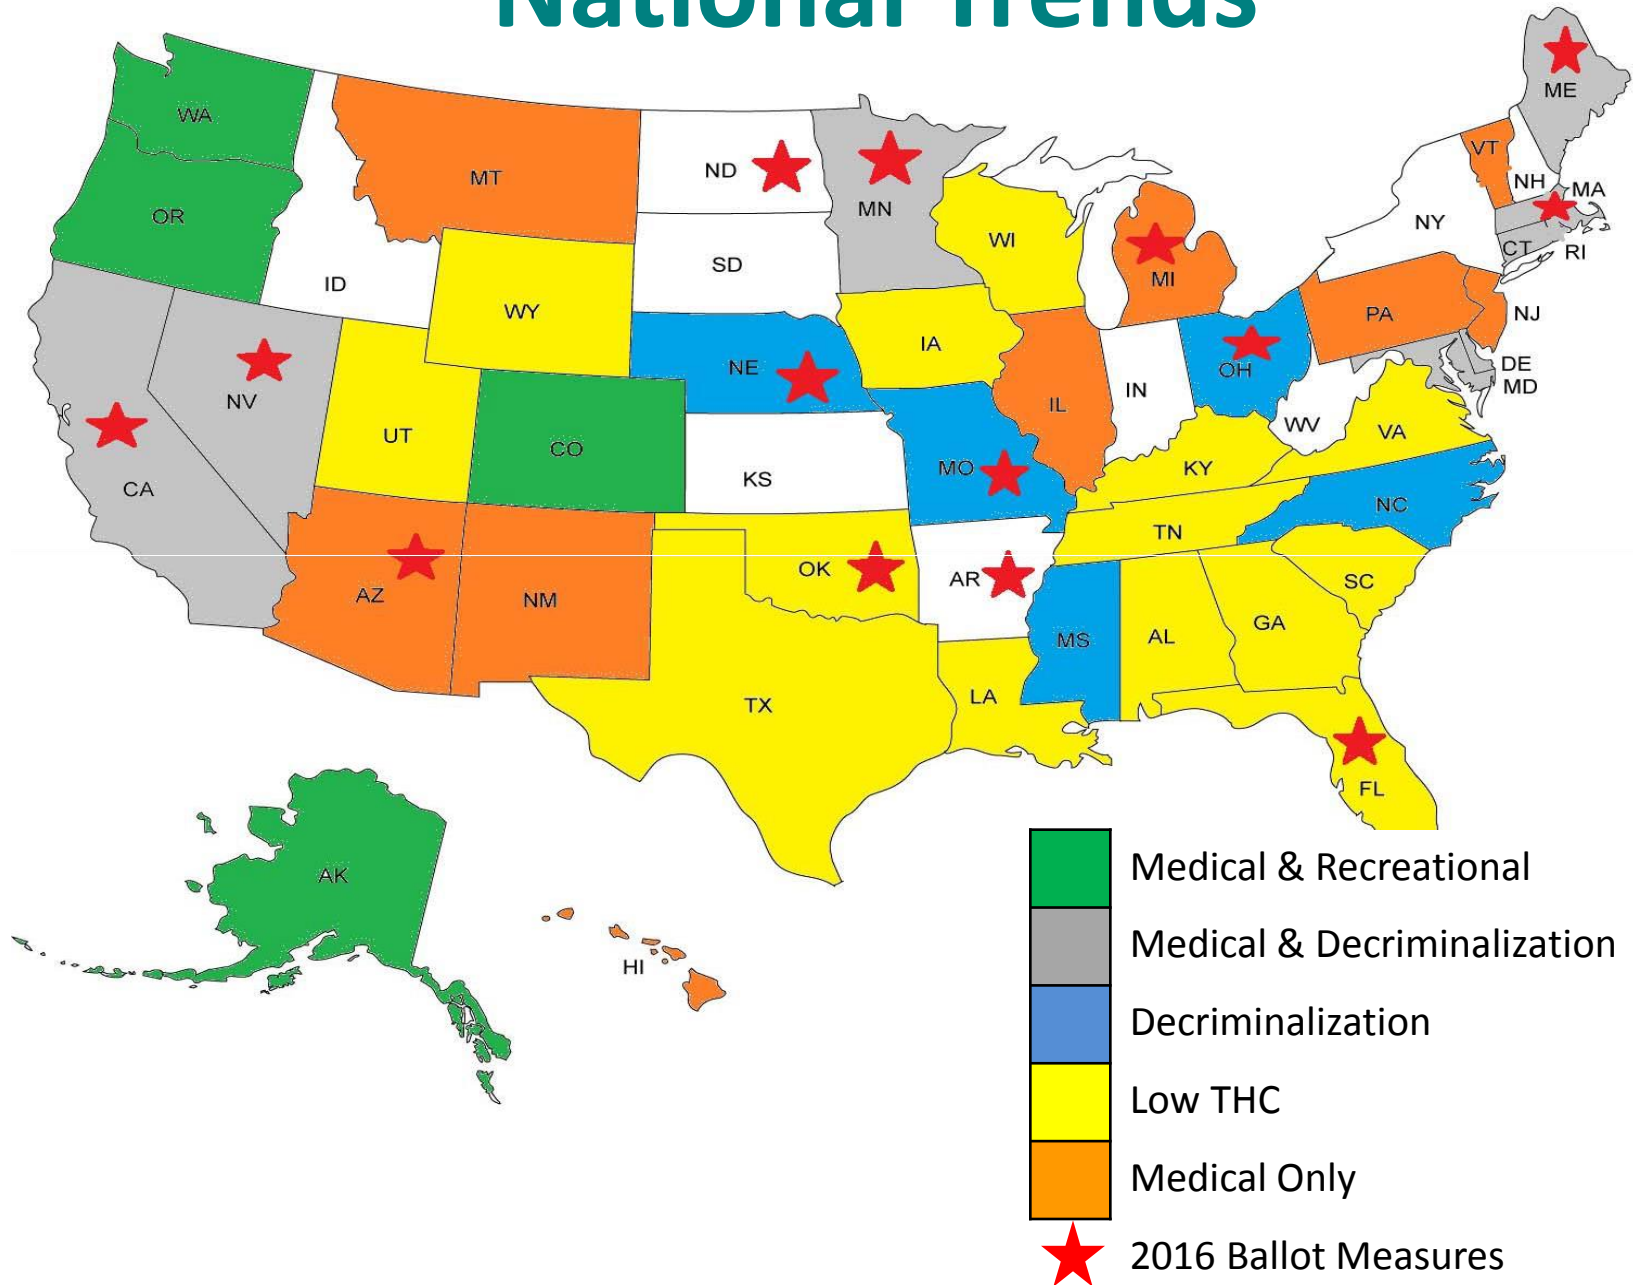 National Trends
WA
OR
CA
NV
ID
MT
WY
UT
CO
AZ
NM
ND
SD
NE
KS
OK
TX
MN
IA
MO
AR
LA
WI
IL
MI
IN
OH
KY
TN
MS
AL
GA
FL
SC
NC
VA
WV
PA
NY
VT
NH
ME
MA
RI
CT
NJ
DE
MD
AK
HI
Medical & Recreational
Medical & Decriminalization
Decriminalization
Low THC
Medical Only
2016 Ballot Measures